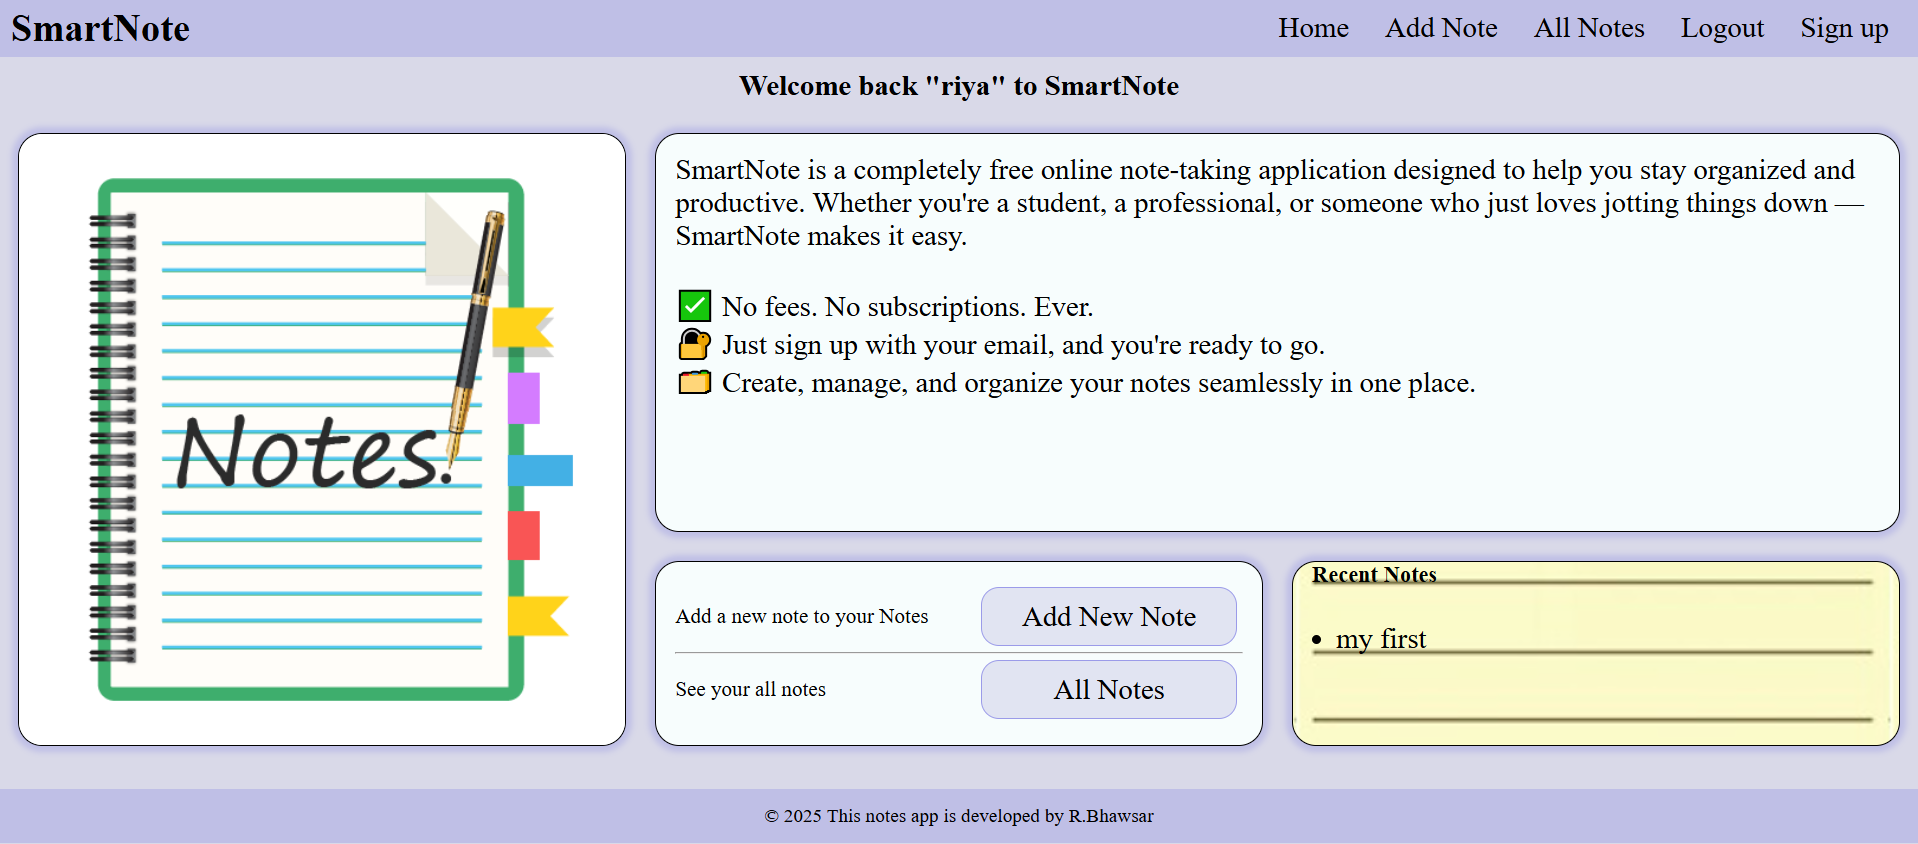 SmartNote
Home Add Note All Notes Logout Sign up
Welcome back "riya" to SmartNote
Notes.
SmartNote is a completely free online note-taking application designed to help you stay organized and
productive. Whether you're a student, a professional, or someone who just loves jotting things down —
SmartNote makes it easy.
✅ No fees. No subscriptions. Ever.
🔐 Just sign up with your email, and you're ready to go.
🗂️ Create, manage, and organize your notes seamlessly in one place.
Add a new note to your Notes
Add New Note
See your all notes
All Notes
Recent Notes
• my first
© 2025 This notes app is developed by R.Bhawsar